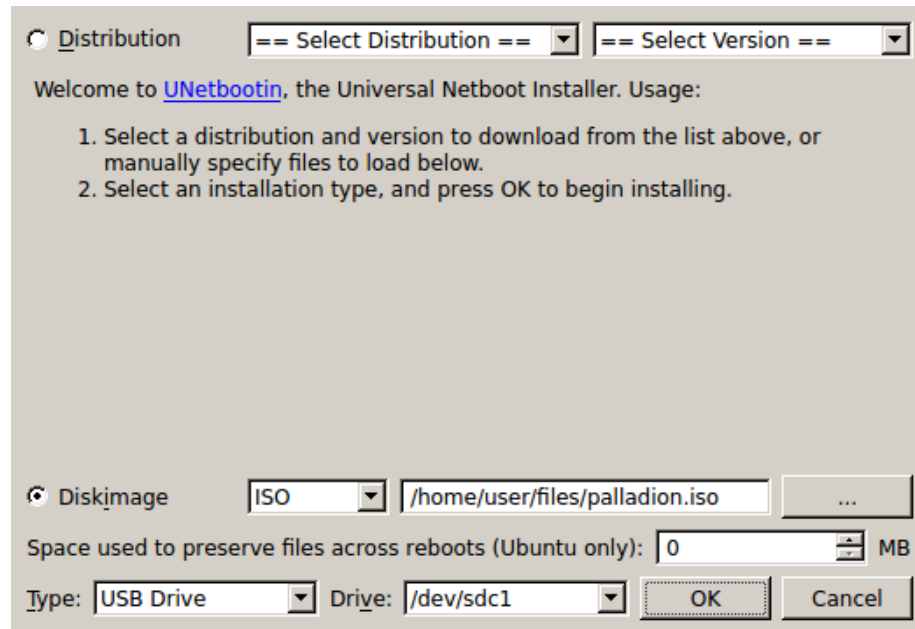 Distribution == Select Distribution == == Select Version ==
Welcome to UNetbootin, the Universal Netboot Installer. Usage:
1. Select a distribution and version to download from the list above, or
manually specify files to load below.
2. Select an installation type, and press OK to begin installing.
Diskimage ISO /home/user/files/palladion.iso ...
Space used to preserve files across reboots (Ubuntu only): 0 MB
Type: USB Drive Drive: /dev/sdc1 OK Cancel